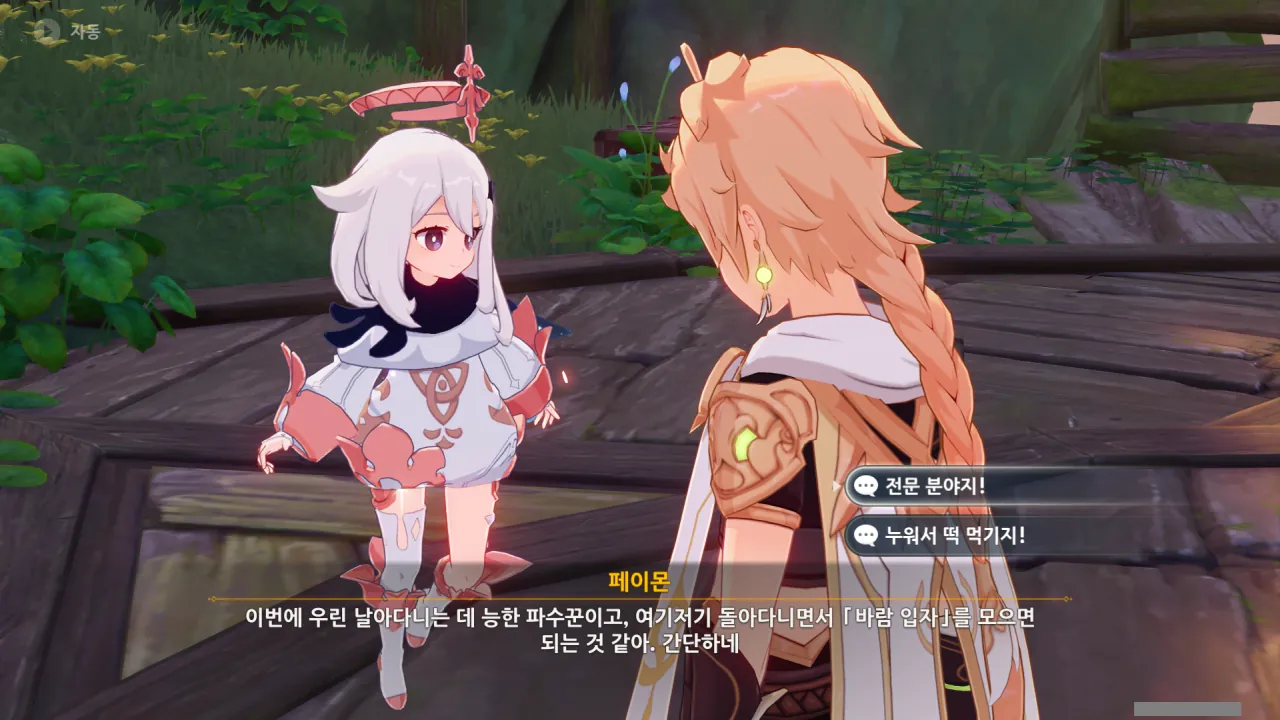 자동
전문 분야지!
누워서 떡 먹기지!
페이몬
이번에 우린 날아다니는 데 능한 파수꾼이고, 여기저기 돌아다니면서 「바람 입자」를 모으면
되는 것 같아. 간단하네